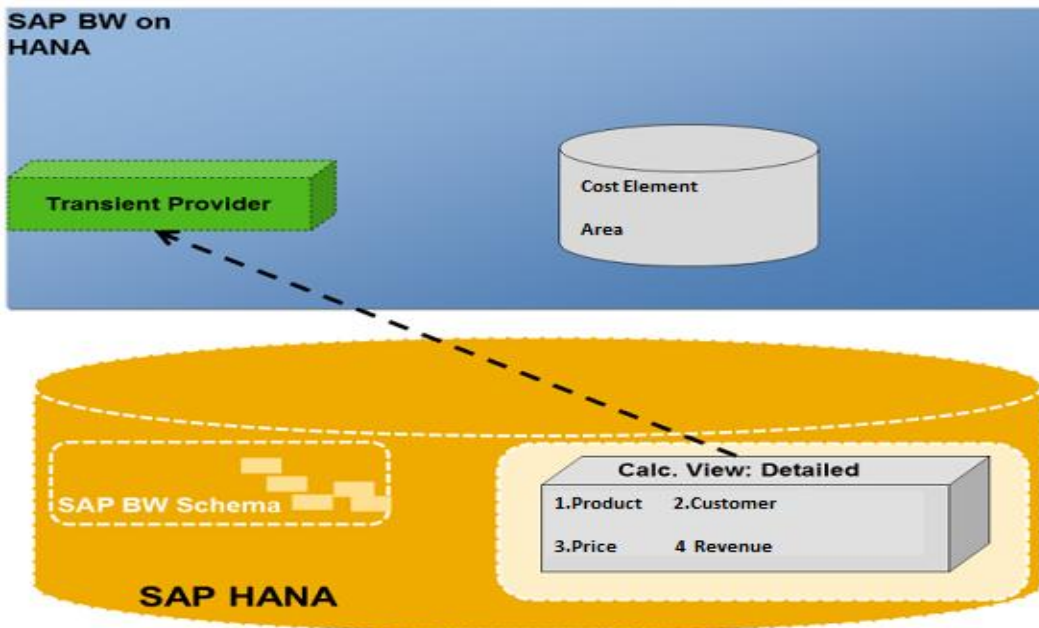 SAP BW on
HANA
Transient Provider
Cost Element
Area
Calc. View: Detailed
1.Product 2.Customer
3.Price 4 Revenue
SAP BW Schema
SAP HANA